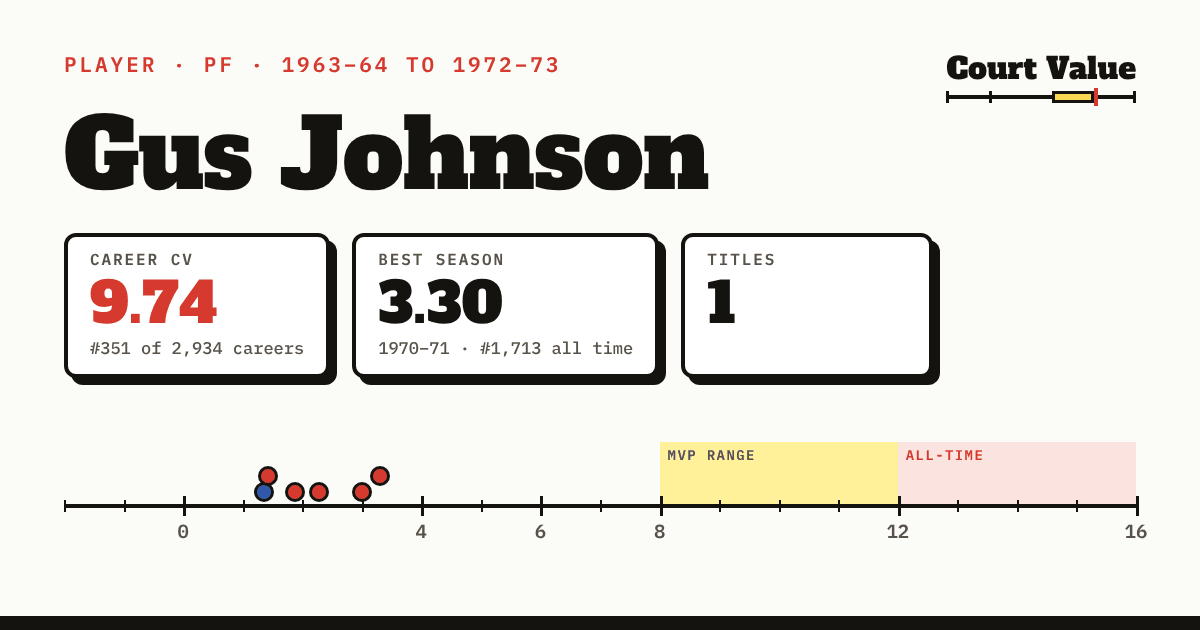 PLAYER · PF · 1963–64 TO 1972–73
Court Value
Gus Johnson
CAREER CV
9.74
#351 of 2,934 careers
BEST SEASON
3.30
1970–71 · #1,713 all time
TITLES
1
MVP RANGE
ALL-TIME
0 4 6 8 12 16